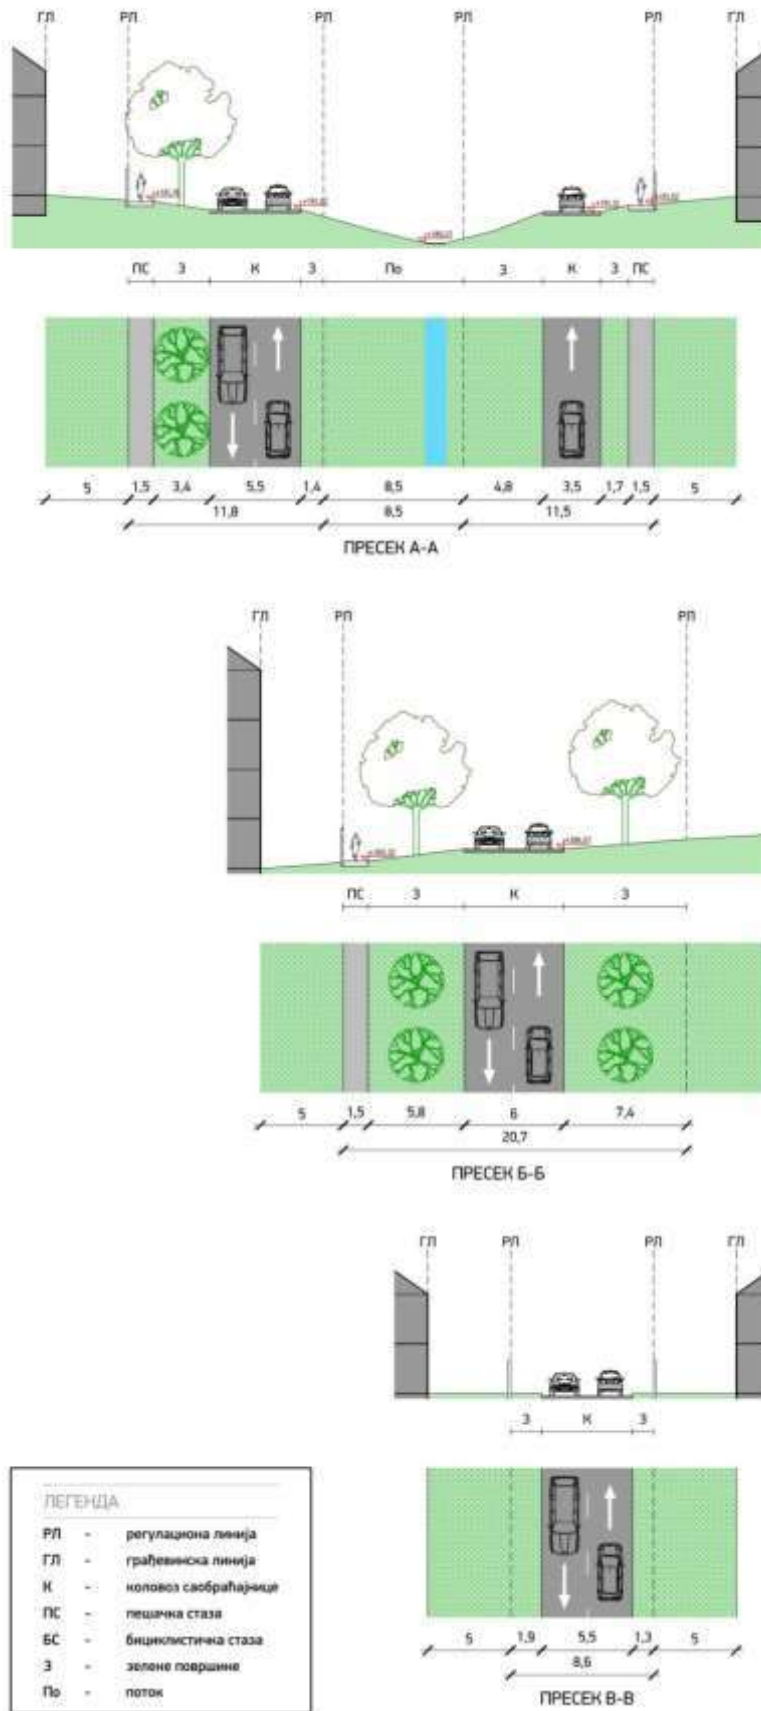 ГЛ РЛ РЛ РЛ РЛ ГЛ
ПС З К З По З К З ПС
5 1,5 3,4 5,5 1,4 8,5 4,8 3,5 1,7 1,5 5
11,8 8,5 11,5
ПРЕСЕК А-А
ГЛ РЛ РЛ
ПС З К З
5 1,5 5,8 6 7,4
20,7
ПРЕСЕК Б-Б
ГЛ РЛ РЛ ГЛ
З К З
5 1,9 5,5 1,3 5
8,6
ПРЕСЕК В-В
ЛЕГЕНДА
РЛ - регулациона линија
ГЛ - грађевинска линија
К - коловоз саобраћајнице
ПС - пешачка стаза
БС - бициклистичка стаза
З - зелене површине
По - поток